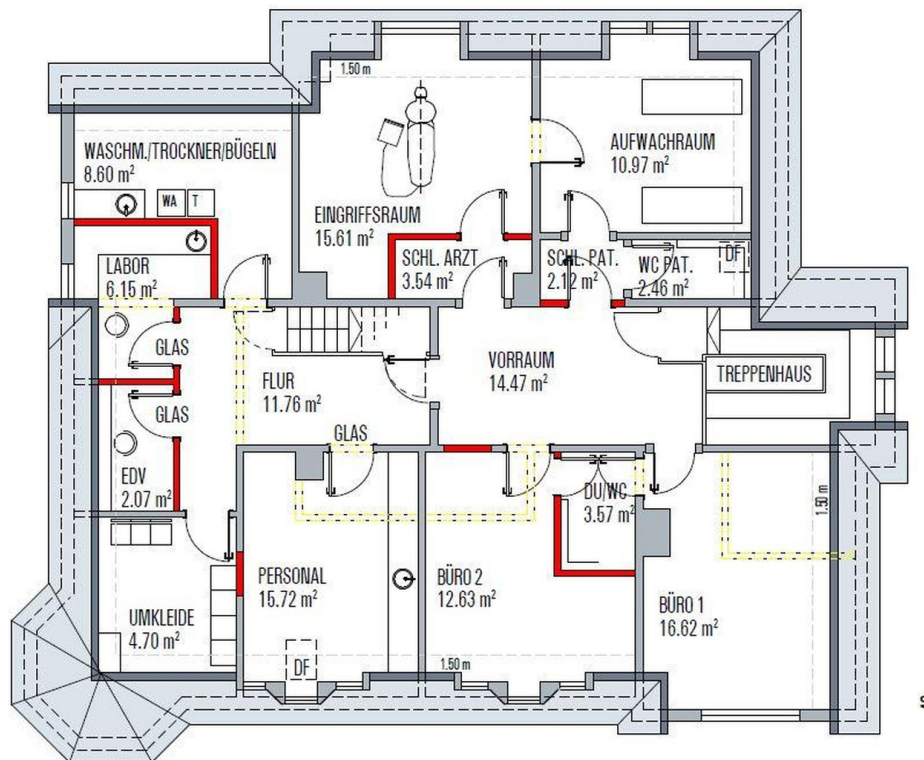 1.50 m
WASCHM./TROCKNER/BÜGELN
8.60 m²
WA
T
EINGRIFFSRAUM
15.61 m²
AUFWACHRAUM
10.97 m²
LABOR
6.15 m²
SCHL. ARZT
3.54 m²
SCHL. PAT.
2.12 m²
WC PAT.
2.46 m²
DF
GLAS
FLUR
11.76 m²
VORRAUM
14.47 m²
TREPPENHAUS
GLAS
GLAS
EDV
2.07 m²
DU/WC
3.57 m²
1.50 m
UMKLEIDE
4.70 m²
PERSONAL
15.72 m²
DF
BÜRO 2
12.63 m²
1.50 m
BÜRO 1
16.62 m²